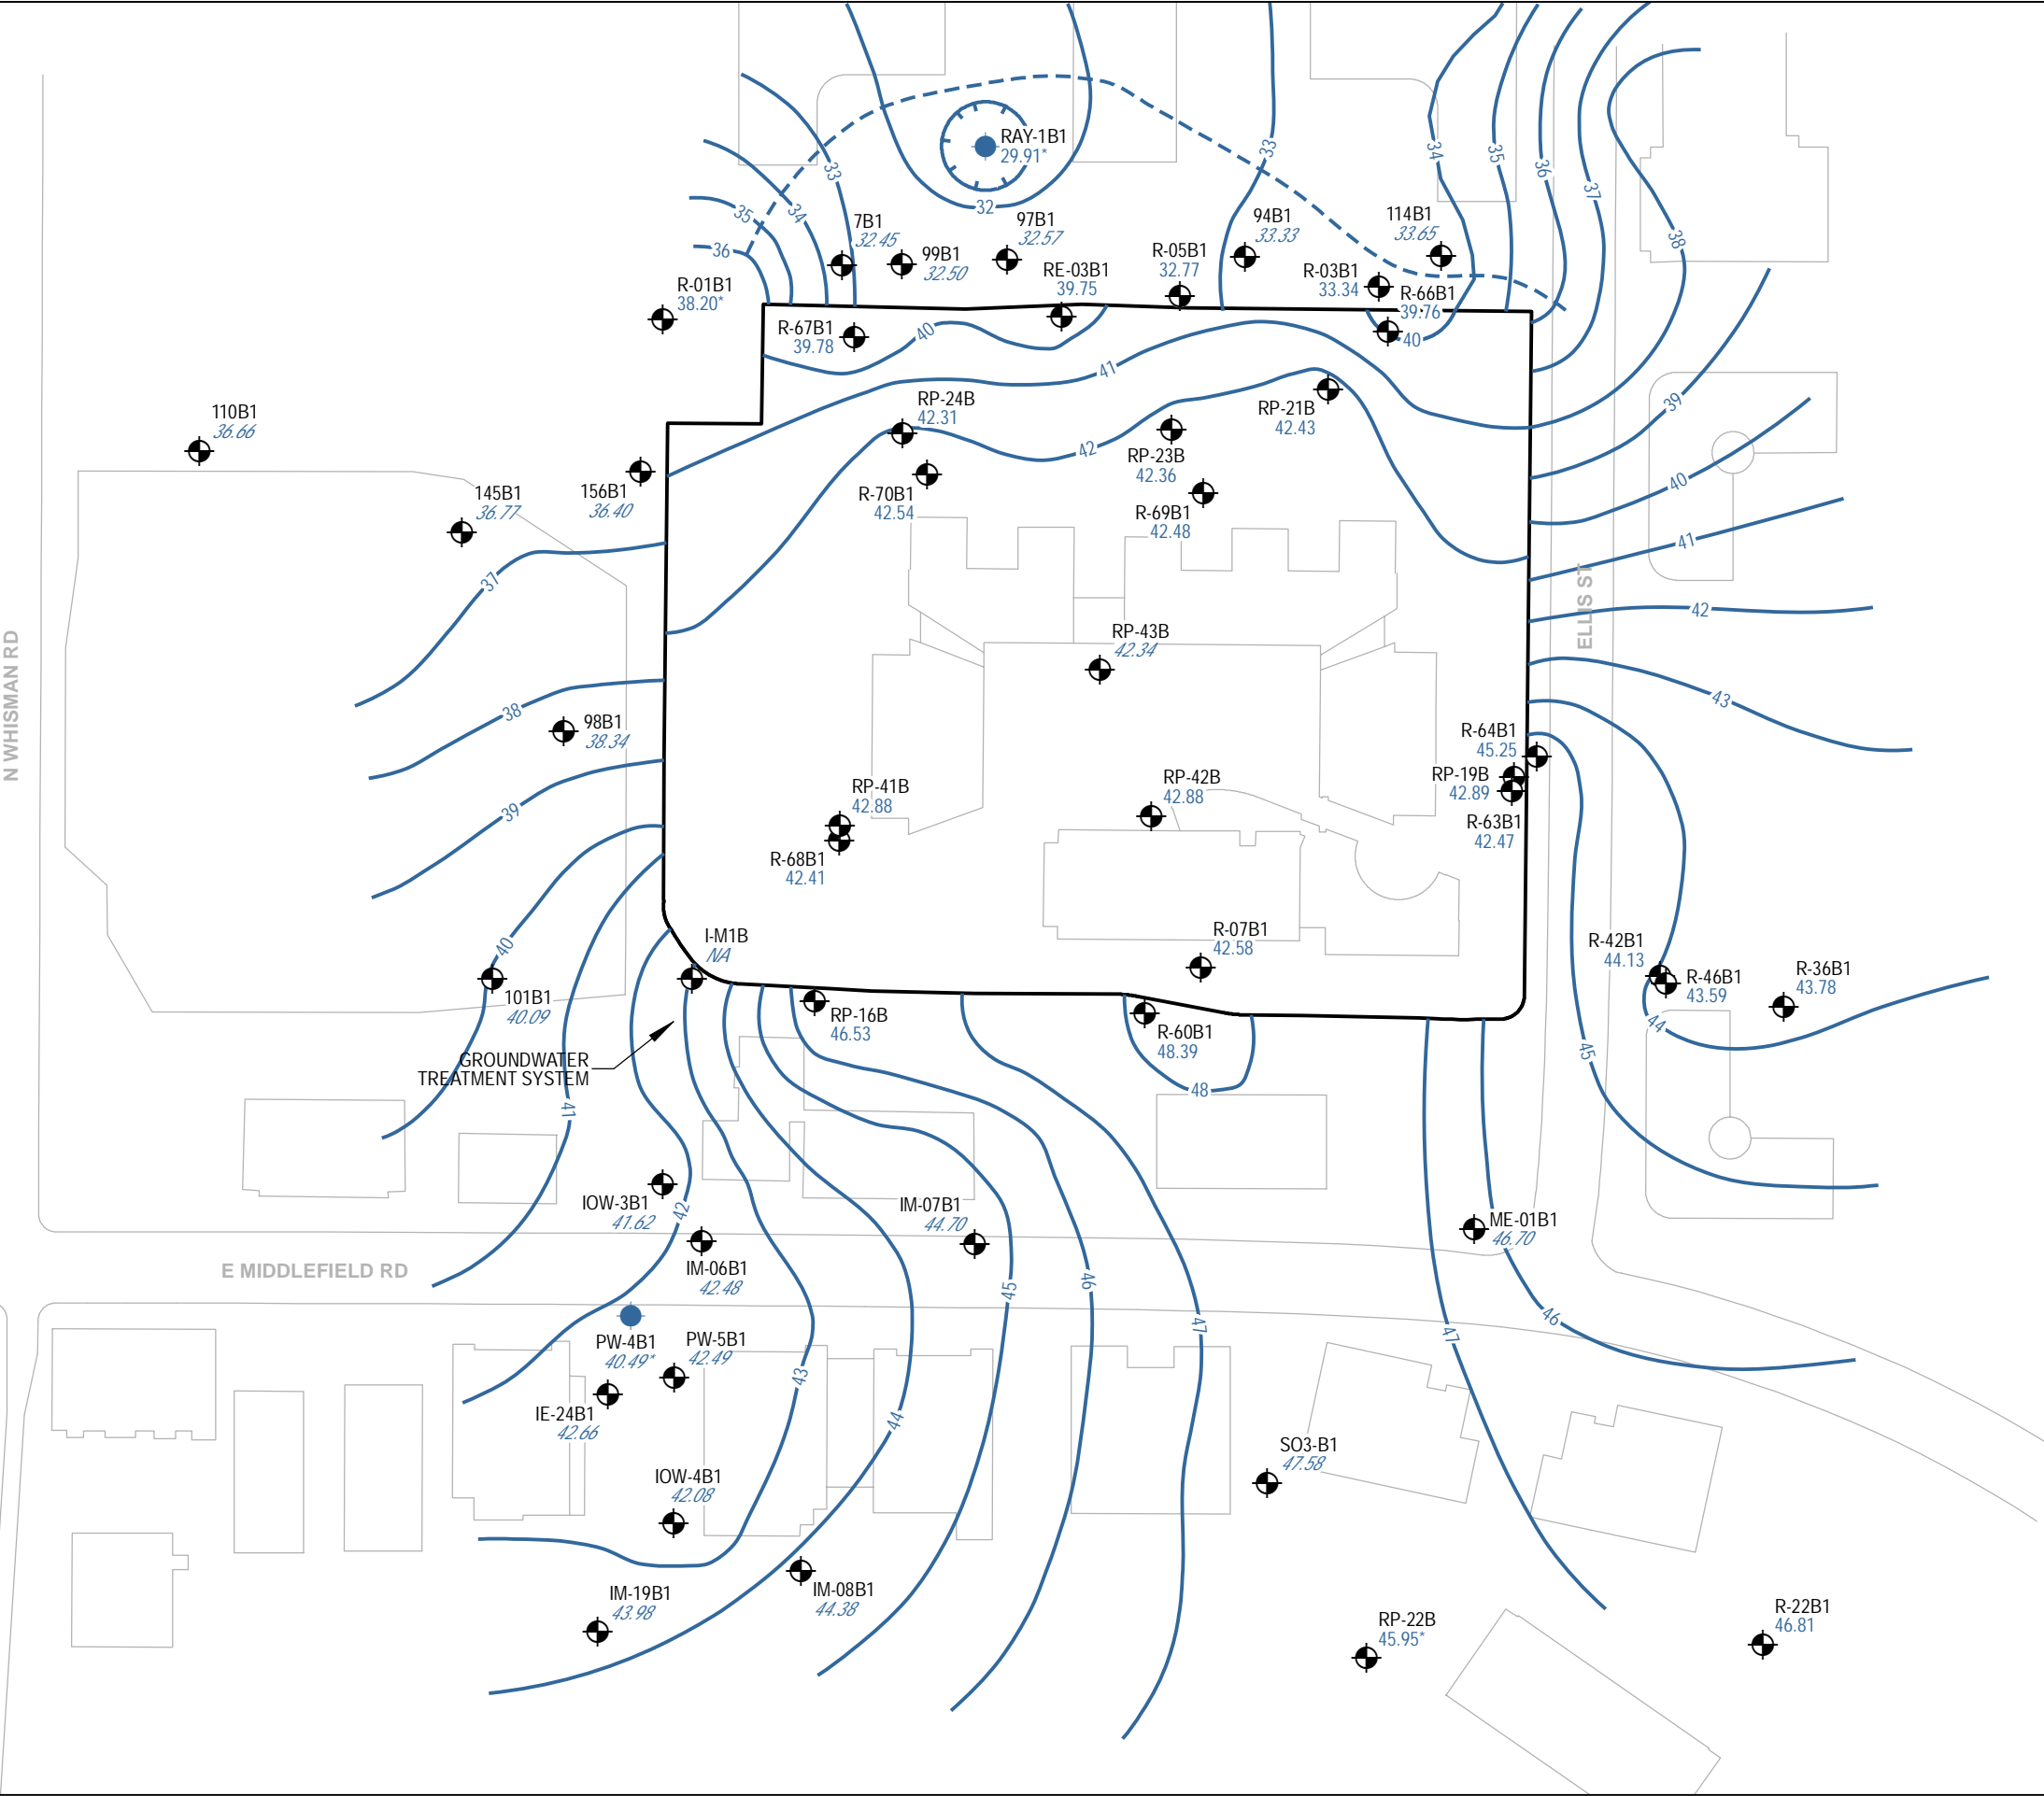 RAY-1B1
29.91*
33
34
35
36
37
38
33
32
34
35
36
7B1
32.45
99B1
32.50
97B1
32.57
94B1
33.33
114B1
33.65
R-05B1
32.77
R-03B1
33.34
RE-03B1
39.75
R-66B1
39.76
40
R-01B1
38.20*
R-67B1
39.78
40
41
RP-24B
42.31
42
RP-21B
42.43
39
110B1
36.66
RP-23B
42.36
40
145B1
36.77
156B1
36.40
R-70B1
42.54
R-69B1
42.48
41
37
ELLIS ST
42
N WHISMAN RD
RP-43B
42.34
43
38
98B1
38.34
R-64B1
45.25
RP-19B
42.89
R-63B1
42.47
39
RP-41B
42.88
RP-42B
42.88
R-68B1
42.41
40
I-M1B
NA
R-07B1
42.58
R-42B1
44.13
R-46B1
43.59
R-36B1
43.78
101B1
40.09
RP-16B
46.53
R-60B1
48.39
44
45
GROUNDWATER
TREATMENT SYSTEM
48
41
IOW-3B1
41.62
42
IM-07B1
44.70
ME-01B1
46.70
E MIDDLEFIELD RD
IM-06B1
42.48
45
46
47
47
46
PW-4B1
40.49*
PW-5B1
42.49
43
IE-24B1
42.66
44
SO3-B1
47.58
IOW-4B1
42.08
IM-19B1
43.98
IM-08B1
44.38
RP-22B
45.95*
R-22B1
46.81